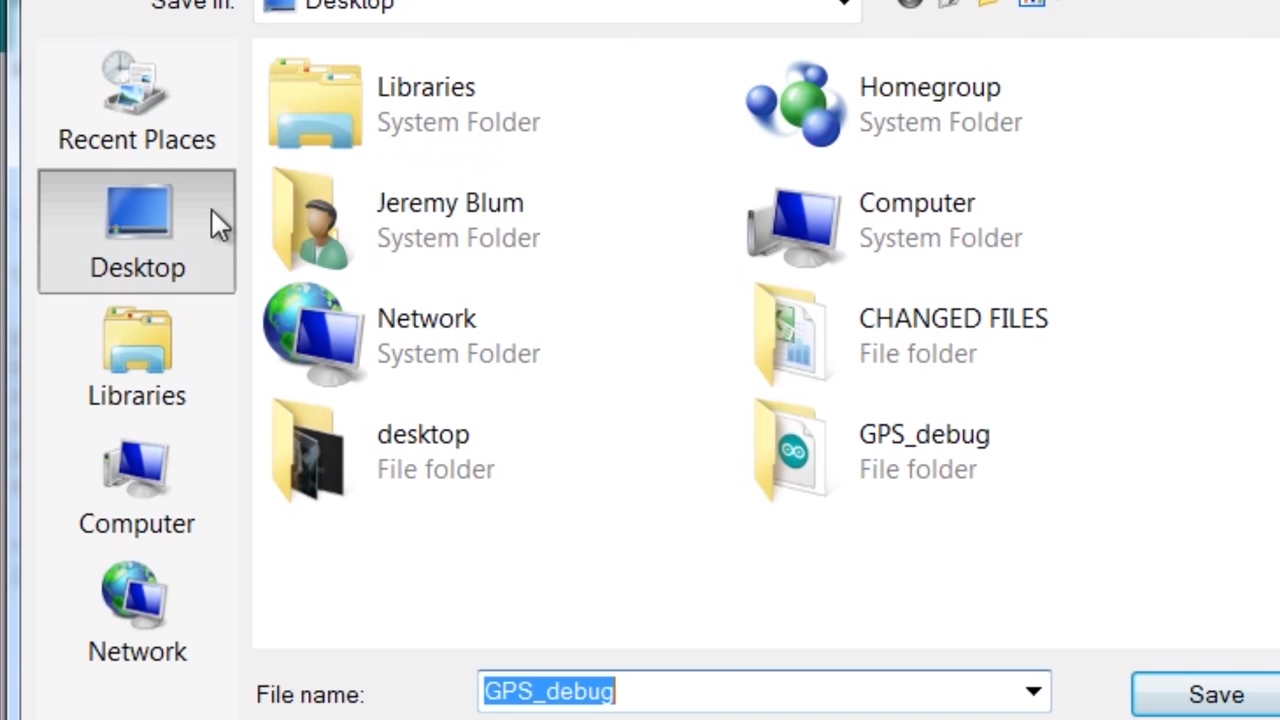 Save in:
Desktop
Recent Places
Desktop
Libraries
Computer
Network
Libraries
System Folder
Homegroup
System Folder
Jeremy Blum
System Folder
Computer
System Folder
Network
System Folder
CHANGED FILES
File folder
desktop
File folder
GPS_debug
File folder
File name:
GPS_debug
Save